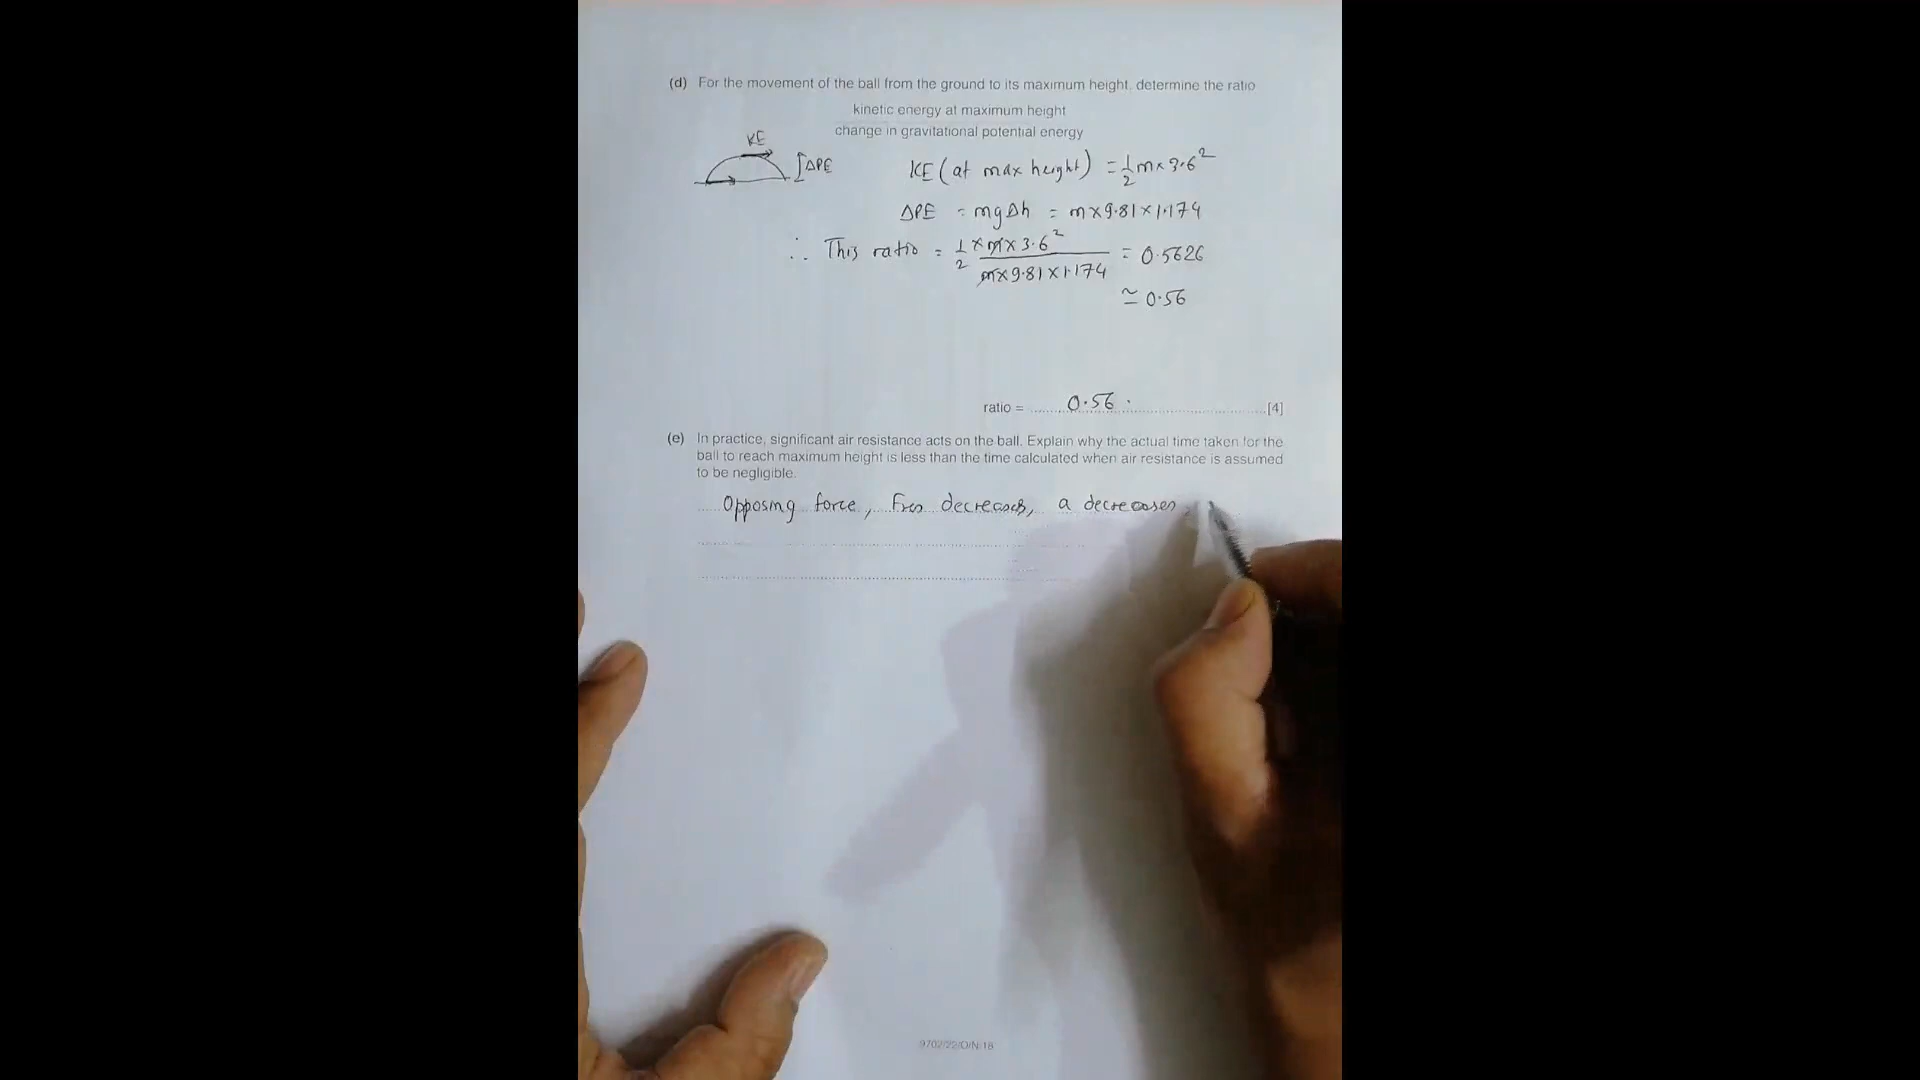 (d) For the movement of the ball from the ground to its maximum height, determine the ratio
kinetic energy at maximum height
change in gravitational potential energy
KE
ΔPE
KE (at max height) = 1/2 m × 3.6²
ΔPE = mgΔh = m × 9.81 × 1.174
∴ This ratio = 1/2 × m × 3.6² / m × 9.81 × 1.174 = 0.5626
≃ 0.56
ratio = 0.56 . [4]
(e) In practice, significant air resistance acts on the ball. Explain why the actual time taken for the
ball to reach maximum height is less than the time calculated when air resistance is assumed
to be negligible.
Opposing force, Fres decreases, a decreases,
9702/22/O/N/18